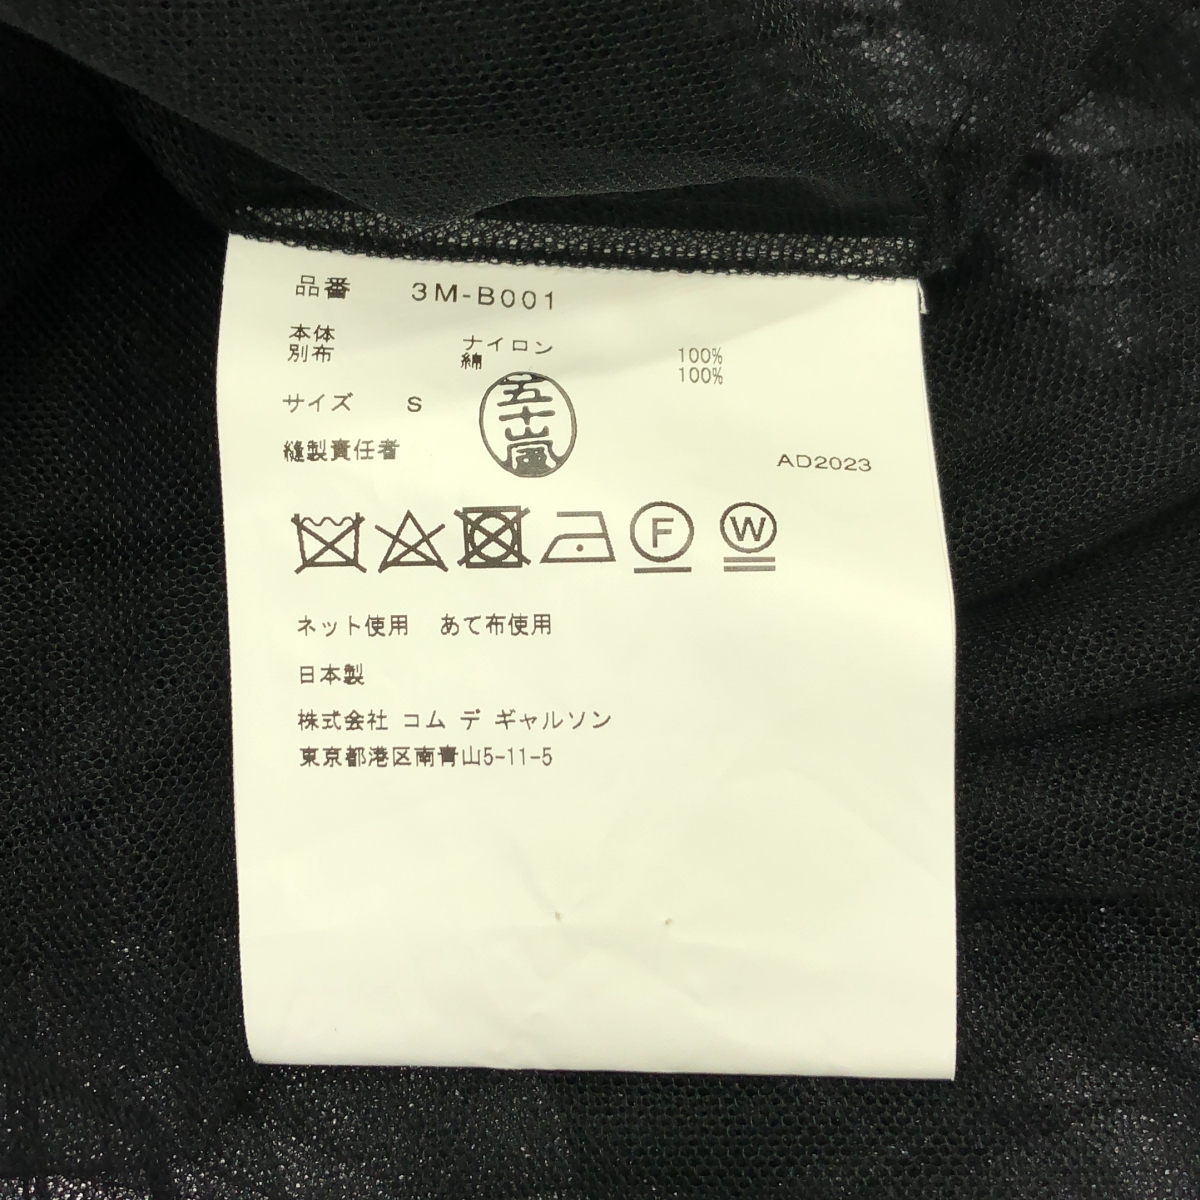 品番 3M-B001
本体 ナイロン 100%
別布 綿 100%
サイズ S
五十嵐
縫製責任者
AD2023
F W
ネット使用 あて布使用
日本製
株式会社 コム デ ギャルソン
東京都港区南青山5-11-5